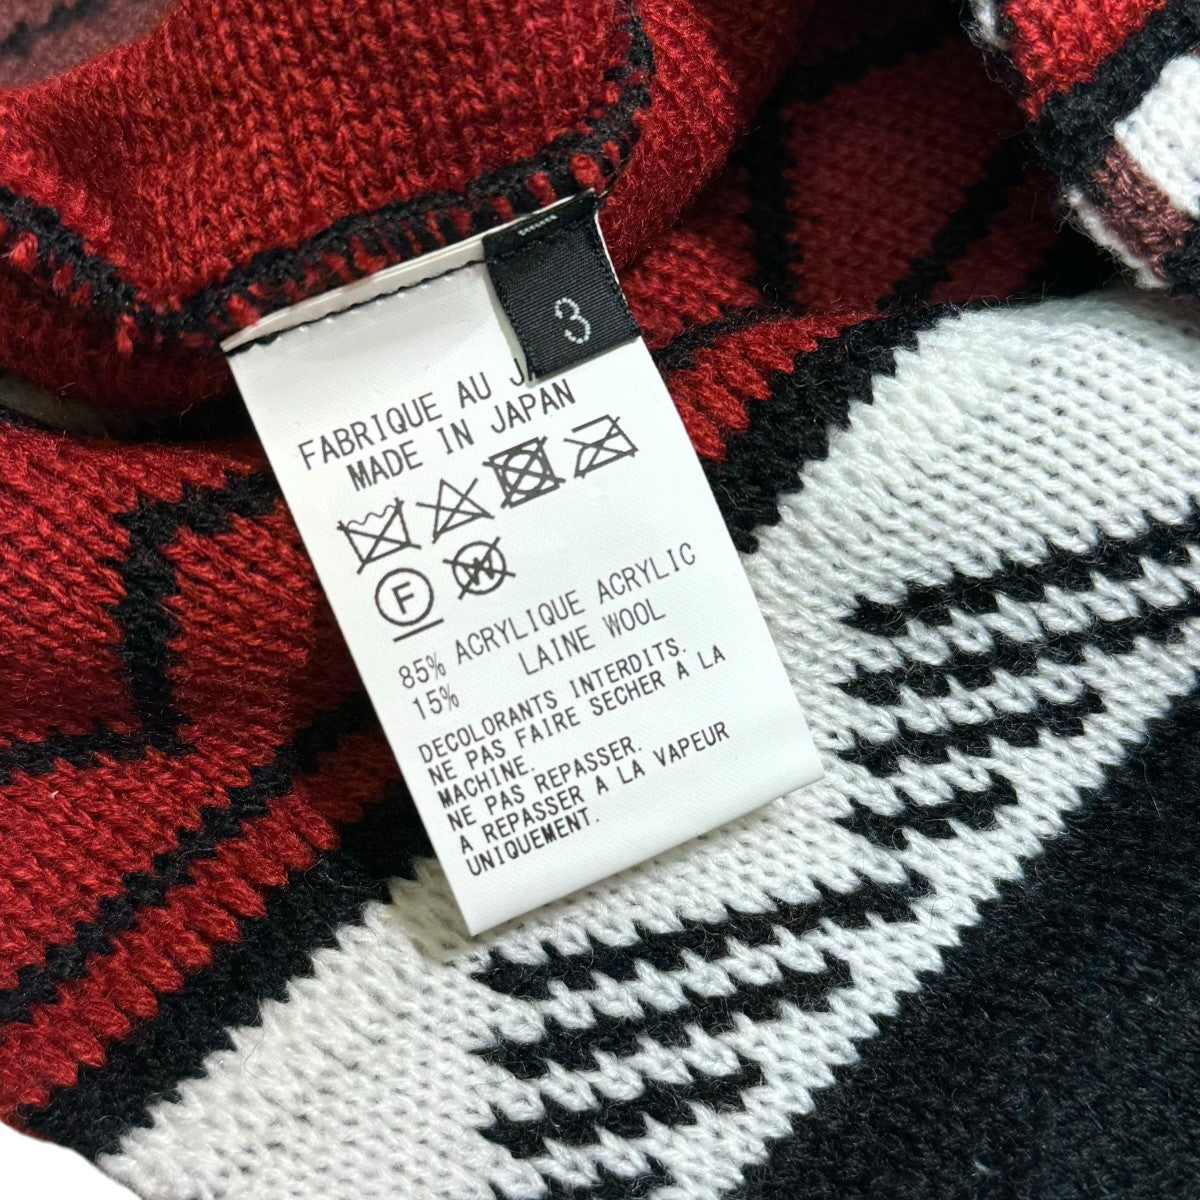 3
FABRIQUE AU J
MADE IN JAPAN
F W
85% ACRYLIQUE ACRYLIC
15% LAINE WOOL
DECOLORANTS INTERDITS.
NE PAS FAIRE SECHER A LA
MACHINE.
NE PAS REPASSER.
A REPASSER A LA VAPEUR
UNIQUEMENT.